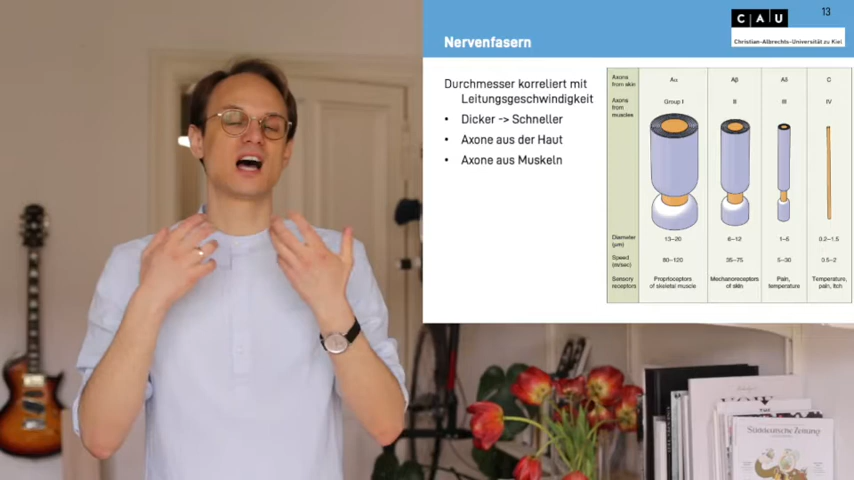 13
CAU
Christian-Albrechts-Universität zu Kiel
Nervenfasern
Durchmesser korreliert mit
Leitungsgeschwindigkeit
• Dicker -> Schneller
• Axone aus der Haut
• Axone aus Muskeln
Axons from skin Aα Aβ Aδ C
Axons from muscles Group I II III IV
Diameter (µm) 13–20 6–12 1–5 0.2–1.5
Speed (m/sec) 80–120 35–75 5–30 0.5–2
Sensory receptors Proprioceptors of skeletal muscle Mechanoreceptors of skin Pain, temperature Temperature, pain, itch
THE
Süddeutsche Zeitung